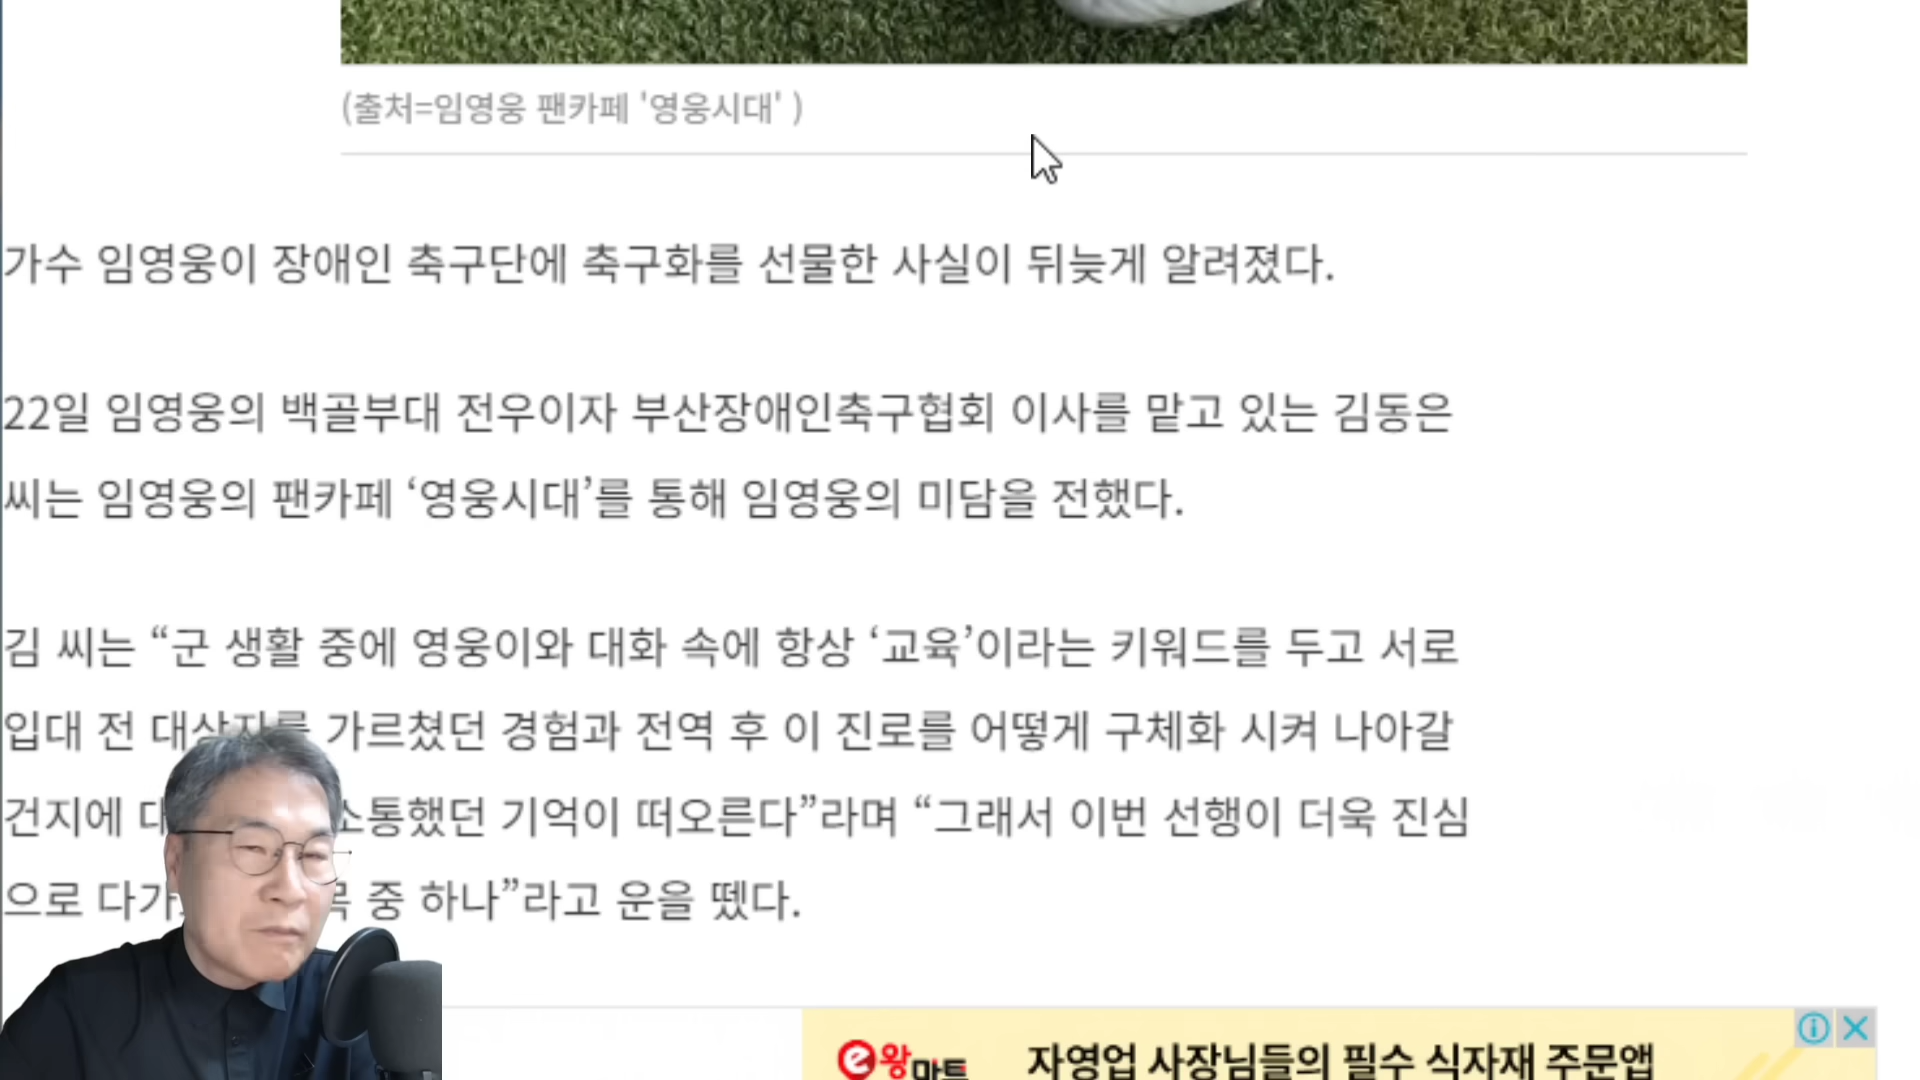 (출처=임영웅 팬카페 '영웅시대' )
가수 임영웅이 장애인 축구단에 축구화를 선물한 사실이 뒤늦게 알려졌다.
22일 임영웅의 백골부대 전우이자 부산장애인축구협회 이사를 맡고 있는 김동은
씨는 임영웅의 팬카페 ‘영웅시대’를 통해 임영웅의 미담을 전했다.
김 씨는 “군 생활 중에 영웅이와 대화 속에 항상 ‘교육’이라는 키워드를 두고 서로
입대 전 대상자를 가르쳤던 경험과 전역 후 이 진로를 어떻게 구체화 시켜 나아갈
건지에 소통했던 기억이 떠오른다”라며 “그래서 이번 선행이 더욱 진심
으로 중 하나”라고 운을 뗐다.
e왕마트 자영업 사장님들의 필수 식자재 주문앱